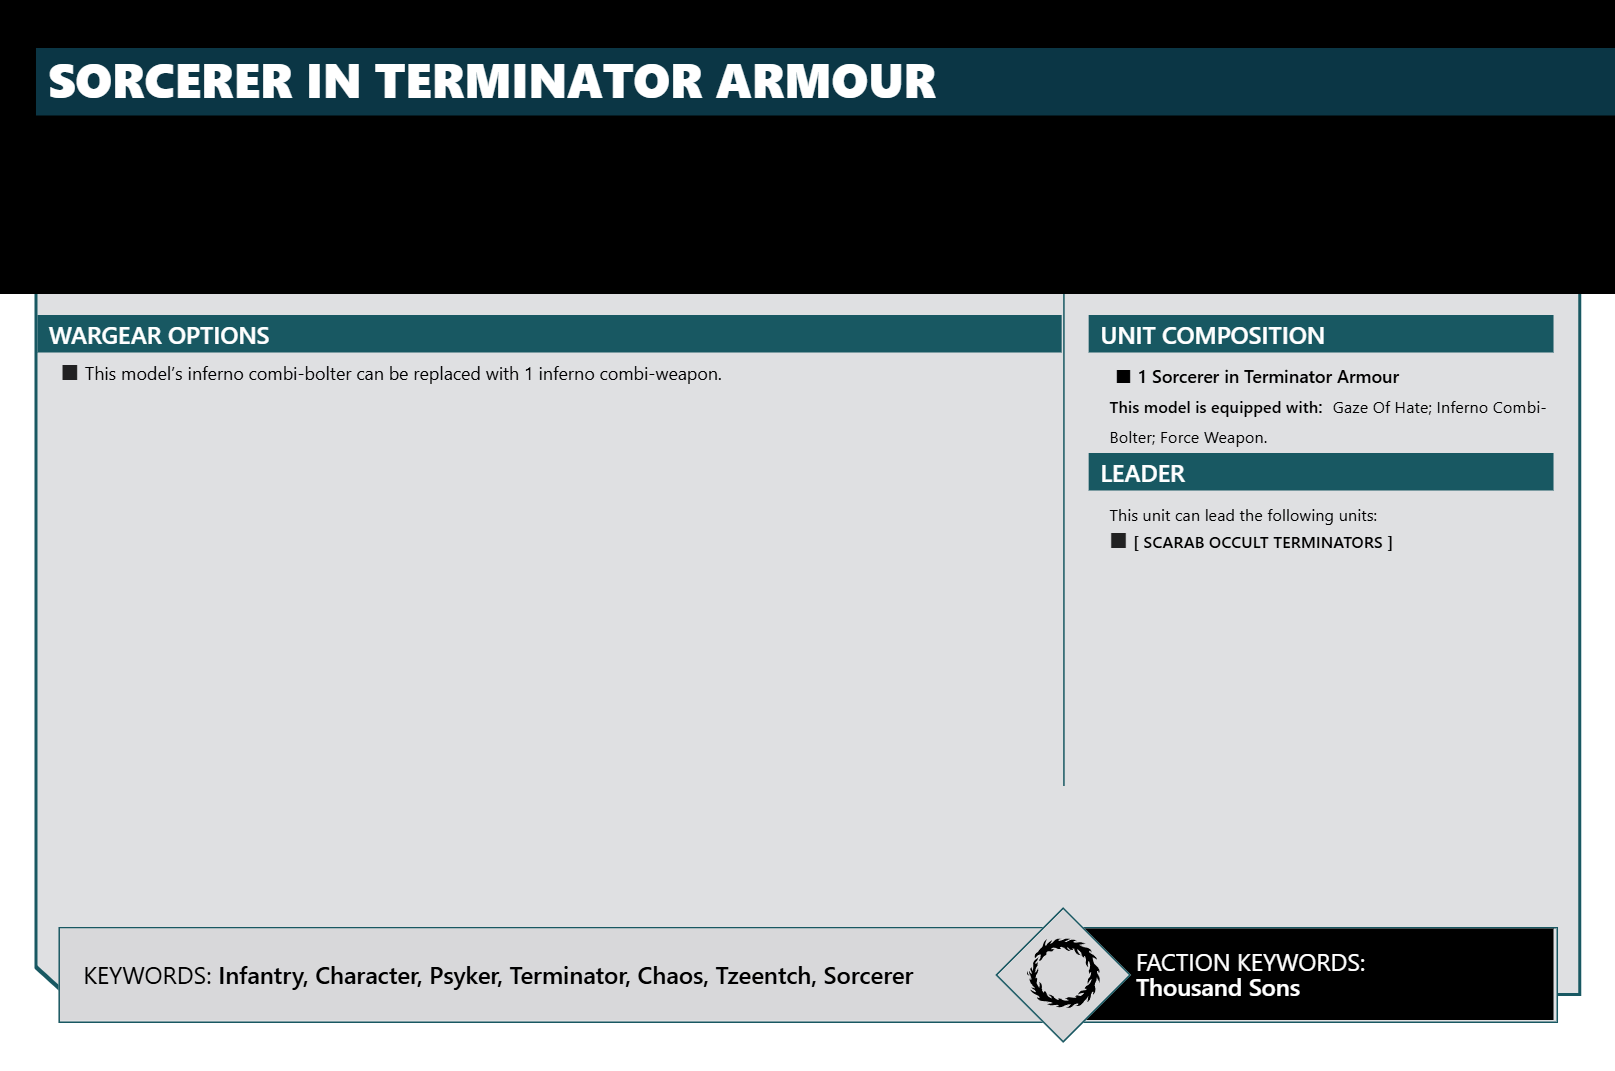 SORCERER IN TERMINATOR ARMOUR
WARGEAR OPTIONS
■ This model’s inferno combi-bolter can be replaced with 1 inferno combi-weapon.
UNIT COMPOSITION
■ 1 Sorcerer in Terminator Armour
This model is equipped with: Gaze Of Hate; Inferno Combi-
Bolter; Force Weapon.
LEADER
This unit can lead the following units:
■ [ SCARAB OCCULT TERMINATORS ]
KEYWORDS: Infantry, Character, Psyker, Terminator, Chaos, Tzeentch, Sorcerer
FACTION KEYWORDS:
Thousand Sons